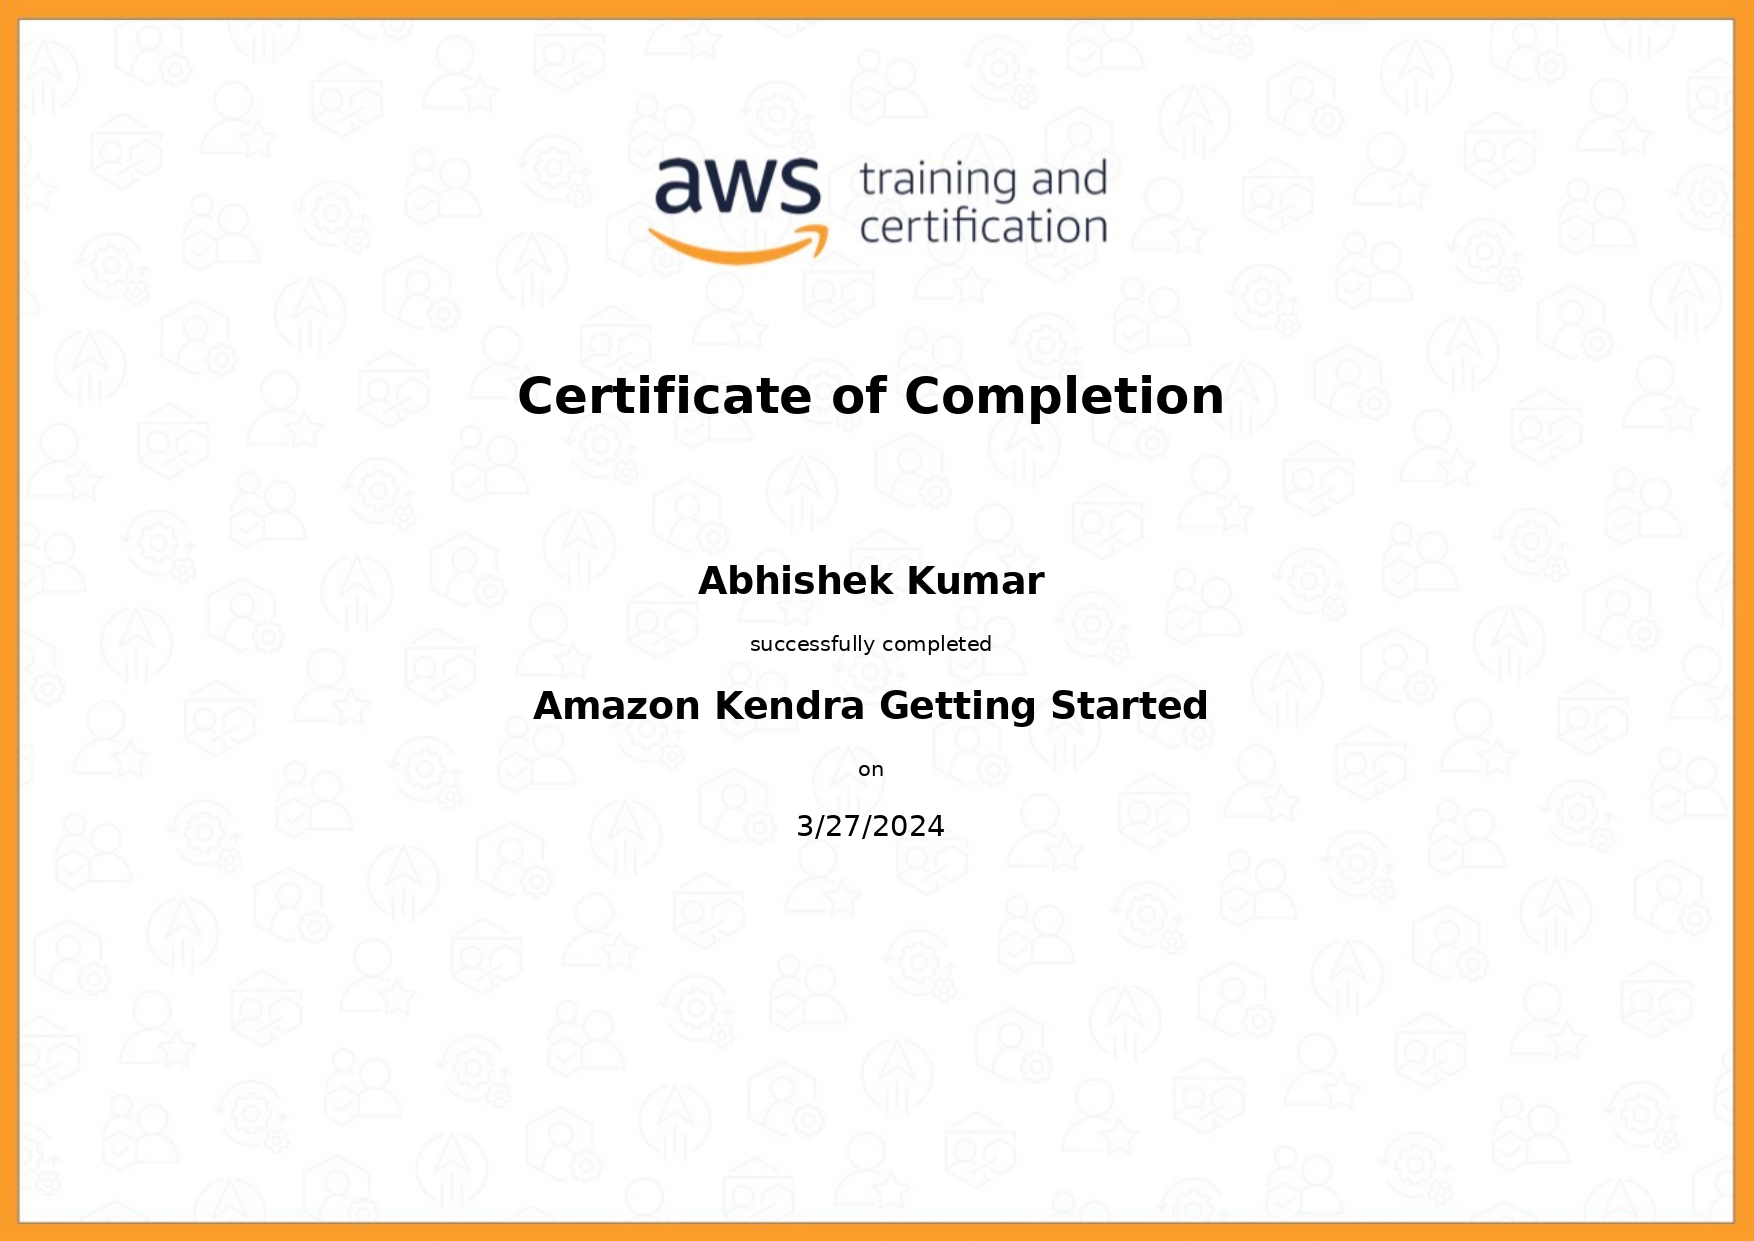 aws training and
certification
Certificate of Completion
Abhishek Kumar
successfully completed
Amazon Kendra Getting Started
on
3/27/2024